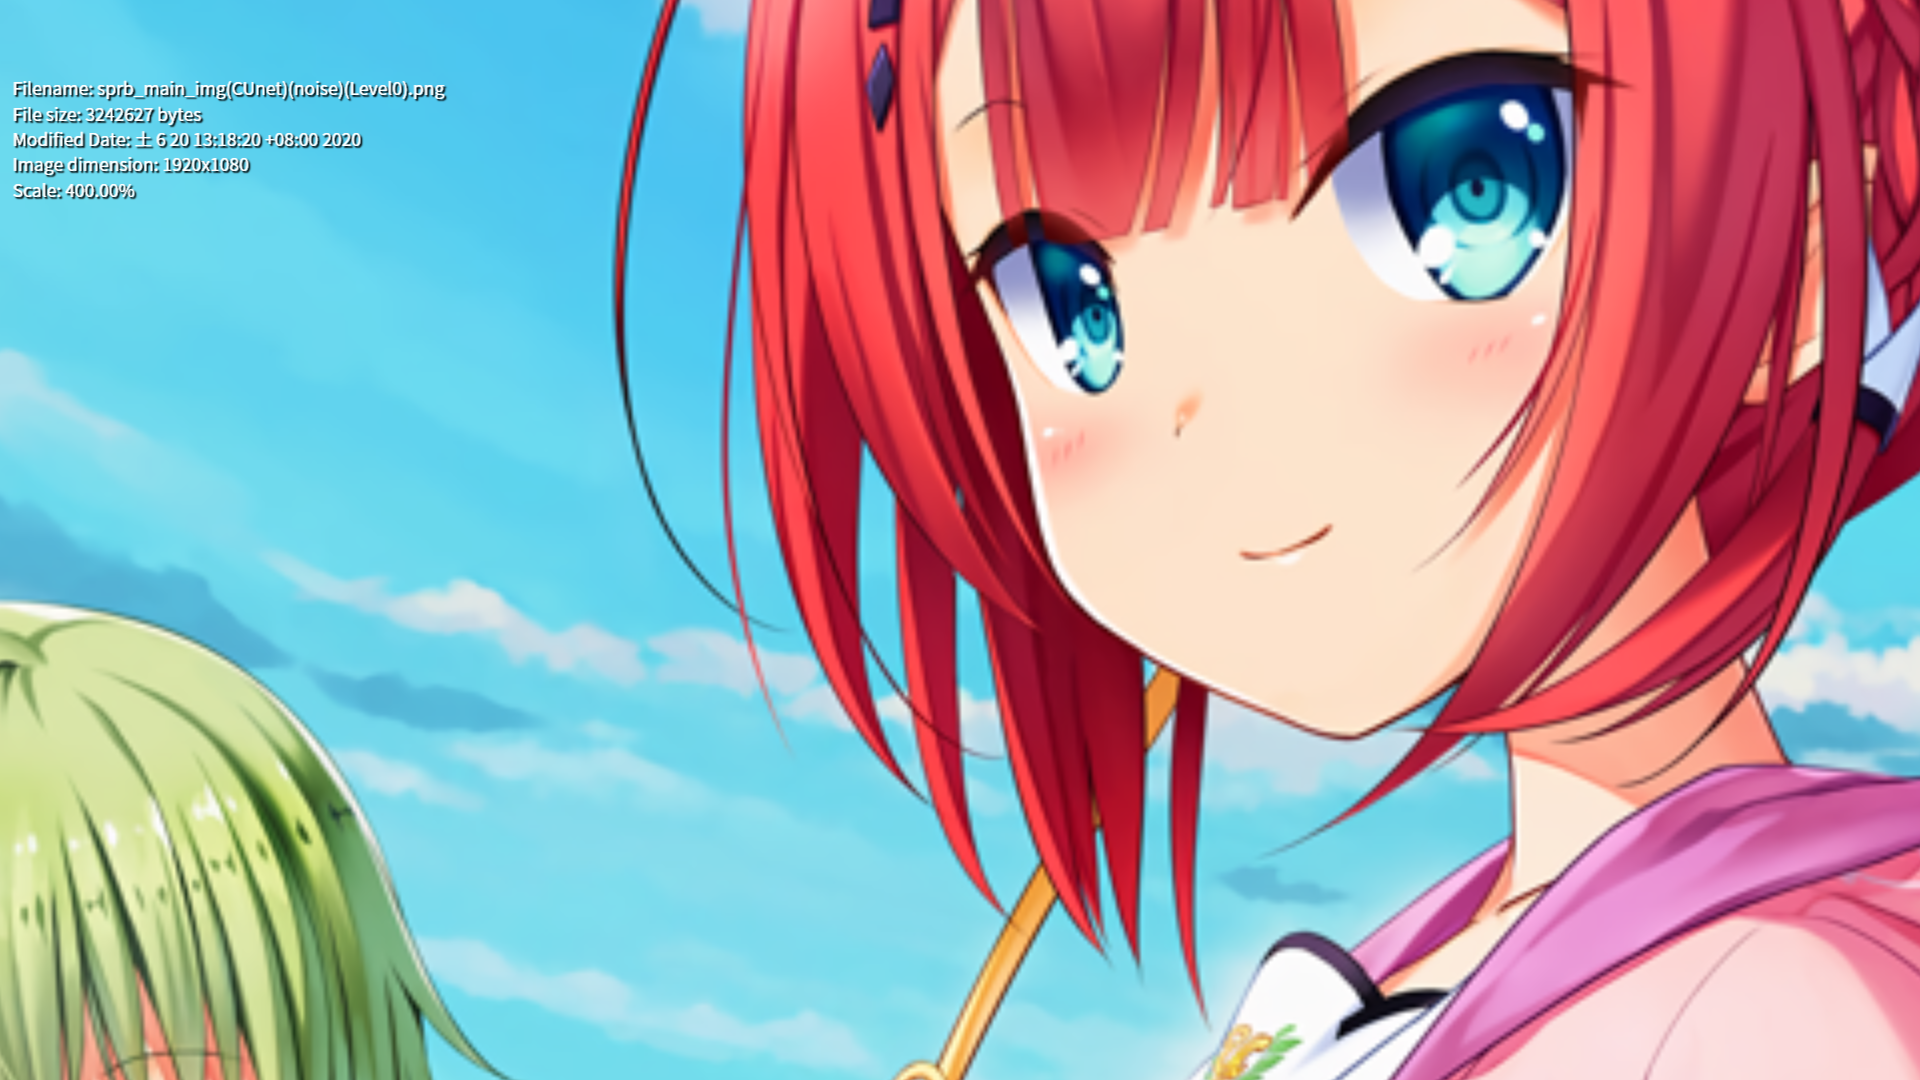 Filename: sprb_main_img(CUnet)(noise)(Level0).png
File size: 3242627 bytes
Modified Date: 土 6 20 13:18:20 +08:00 2020
Image dimension: 1920x1080
Scale: 400.00%